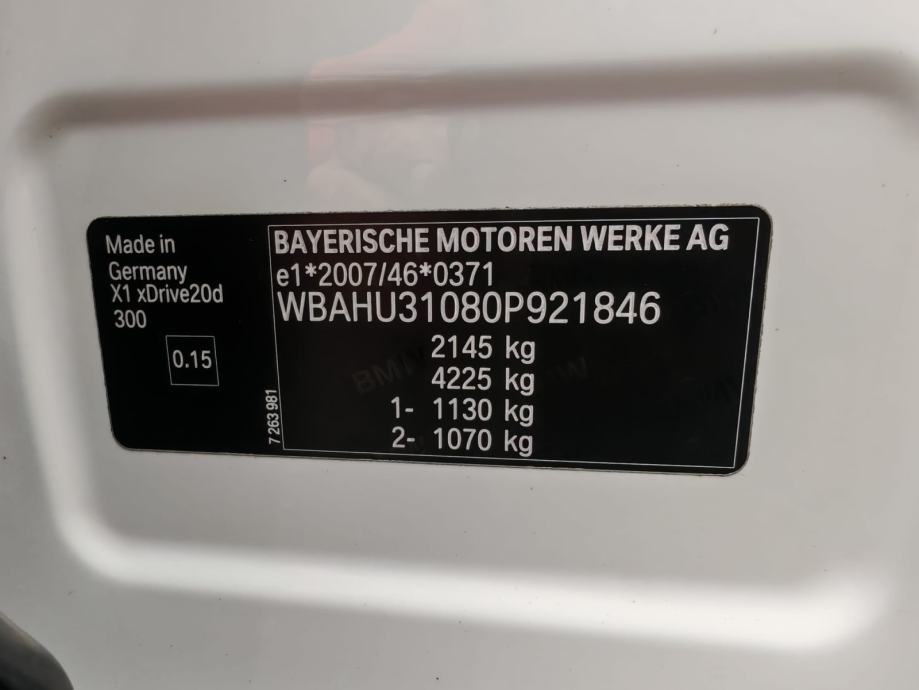 Made in
Germany
X1 xDrive20d
300
0.15
7 263 981
BAYERISCHE MOTOREN WERKE AG
e1*2007/46*0371
WBAHU31080P921846
2145 kg
4225 kg
1- 1130 kg
2- 1070 kg